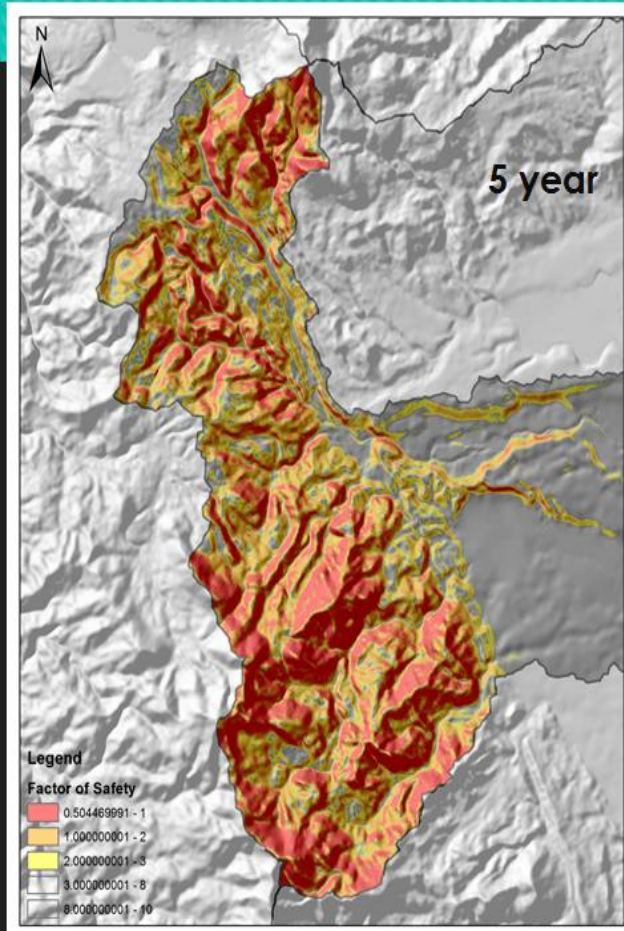 N
5 year
Legend
Factor of Safety
0.504469991 - 1
1.000000001 - 2
2.000000001 - 3
3.000000001 - 8
8.000000001 - 10